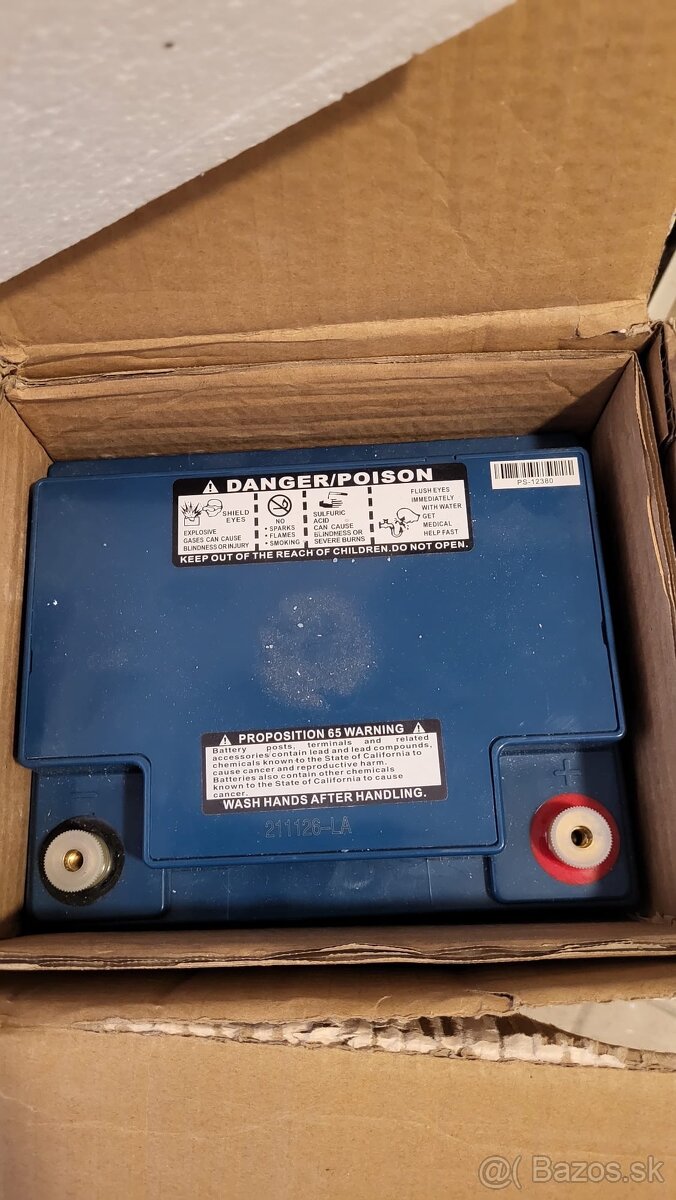 DANGER/POISON
PS-12380
SHIELD
EYES
EXPLOSIVE
GASES CAN CAUSE
BLINDNESS OR INJURY
NO
• SPARKS
• FLAMES
• SMOKING
SULFURIC
ACID
CAN CAUSE
BLINDNESS OR
SEVERE BURNS
FLUSH EYES
IMMEDIATELY
WITH WATER
GET
MEDICAL
HELP FAST
KEEP OUT OF THE REACH OF CHILDREN.DO NOT OPEN.
PROPOSITION 65 WARNING
Battery posts, terminals and related
accessories contain lead and lead compounds,
chemicals known to the State of California to
cause cancer and reproductive harm.
Batteries also contain other chemicals
known to the State of California to cause
cancer.
WASH HANDS AFTER HANDLING.
211126-LA
− +
@( Bazos.sk